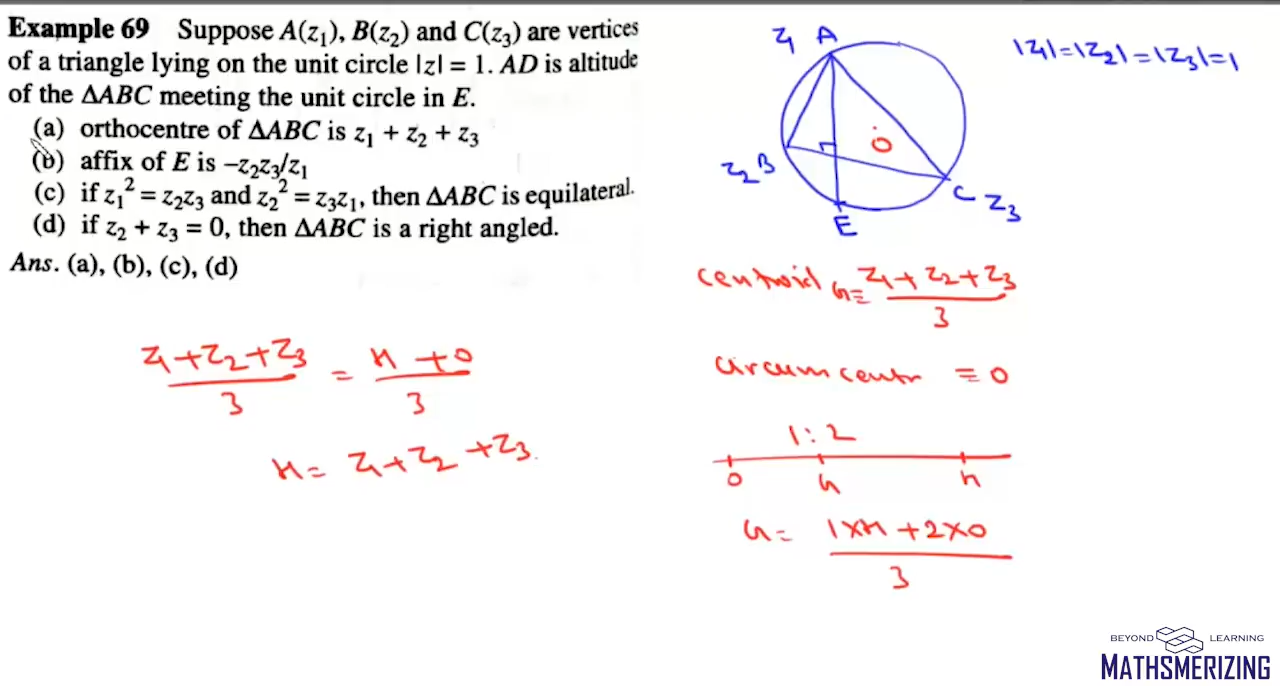 Example 69 Suppose A(z₁), B(z₂) and C(z₃) are vertices
of a triangle lying on the unit circle |z| = 1. AD is altitude
of the ΔABC meeting the unit circle in E.
(a) orthocentre of ΔABC is z₁ + z₂ + z₃
(b) affix of E is –z₂z₃/z₁
(c) if z₁² = z₂z₃ and z₂² = z₃z₁, then ΔABC is equilateral.
(d) if z₂ + z₃ = 0, then ΔABC is a right angled.
Ans. (a), (b), (c), (d)
z₁ + z₂ + z₃ / 3 = H + 0 / 3
H = z₁ + z₂ + z₃.
z₁ A
|z₁| = |z₂| = |z₃| = 1
O
z₂ B
C z₃
E
centroid G ≡ z₁ + z₂ + z₃ / 3
circumcentr ≡ 0
1 : 2
O G H
G = 1×H + 2×0 / 3
BEYOND LEARNING
MATHSMERIZING